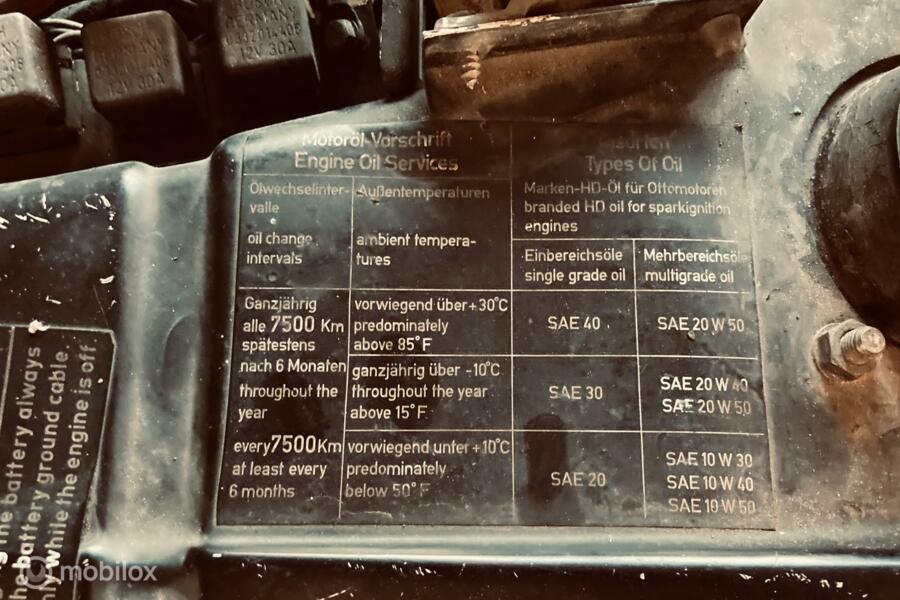 GERMANY
12V 30A
12V 30A
Motoröl-Vorschrift
Engine Oil Services
Types Of Oil
Ölwechselinter-
valle
oil change
intervals
Außentemperaturen
ambient tempera-
tures
Marken-HD-Öl für Ottomotoren
branded HD oil for sparkignition
engines
Einbereichsöle
single grade oil
Mehrbereichsöle
multigrade oil
Ganzjährig
alle 7500 Km
spätestens
nach 6 Monaten
throughout the
year
every 7500 Km
at least every
6 months
vorwiegend über +30°C
predominately
above 85°F
SAE 40
SAE 20 W 50
ganzjährig über -10°C
throughout the year
above 15°F
SAE 30
SAE 20 W 40
SAE 20 W 50
vorwiegend unter +10°C
predominately
below 50°F
SAE 20
SAE 10 W 30
SAE 10 W 40
SAE 10 W 50
the battery always
battery ground cable
while the engine is off
mobilox